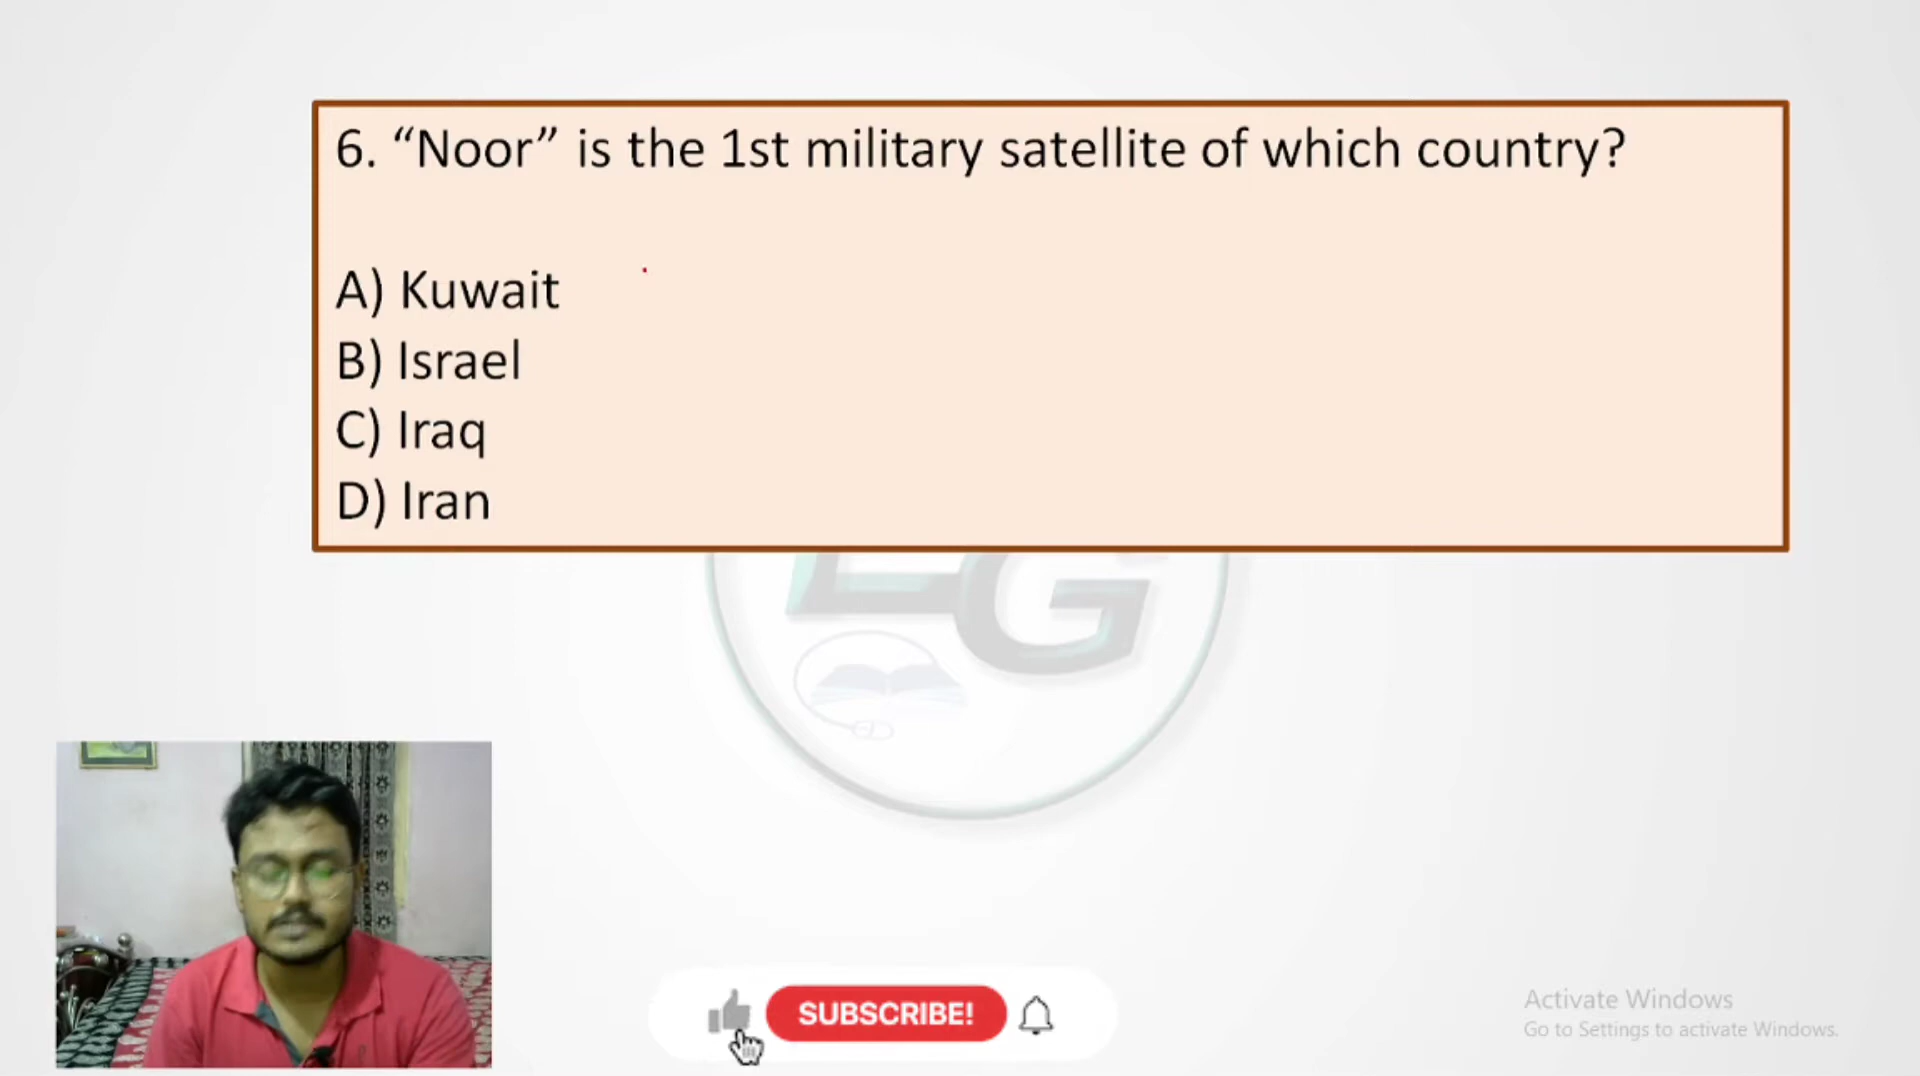 6. “Noor” is the 1st military satellite of which country?
A) Kuwait
B) Israel
C) Iraq
D) Iran
EG
SUBSCRIBE!
Activate Windows
Go to Settings to activate Windows.